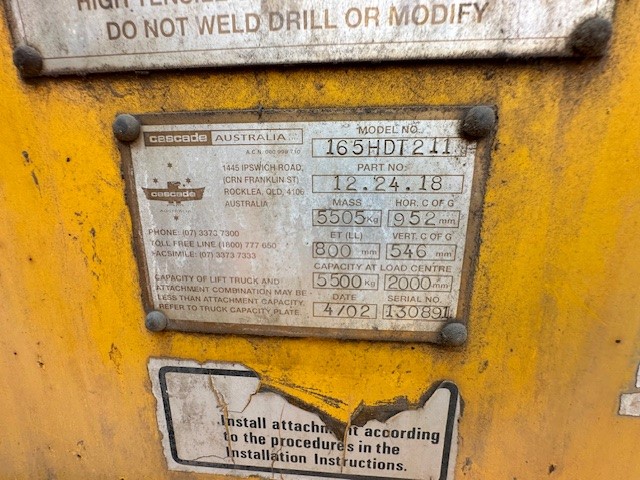 HIGH TENSILE
DO NOT WELD DRILL OR MODIFY
cascade AUSTRALIA
A.C.N.
1445 IPSWICH ROAD,
(CRN FRANKLIN ST)
ROCKLEA, QLD, 4106
AUSTRALIA
cascade
AUSTRALIA
PHONE: (07) 3373 7300
TOLL FREE LINE (1800) 777 650
FACSIMILE: (07) 3373 7333
CAPACITY OF LIFT TRUCK AND
ATTACHMENT COMBINATION MAY BE
LESS THAN ATTACHMENT CAPACITY.
REFER TO TRUCK CAPACITY PLATE
MODEL NO.
165HDT211
PART NO.
12.24.18
MASS HOR. C OF G
5505 Kg 952 mm
ET (LL) VERT. C OF G
800 mm 546 mm
CAPACITY AT LOAD CENTRE
5500 Kg 2000 mm
DATE SERIAL NO.
4/02 130891
Install attachm t according
to the procedures in the
Installation Instructions.